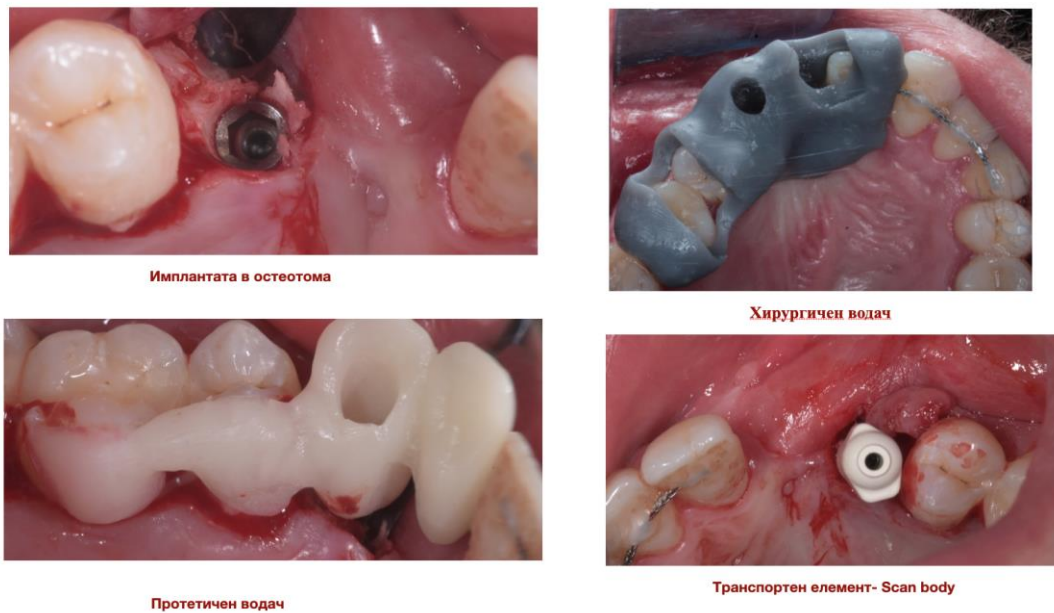 Имплантата в остеотома
Хирургичен водач
Протетичен водач
Транспортен елемент- Scan body